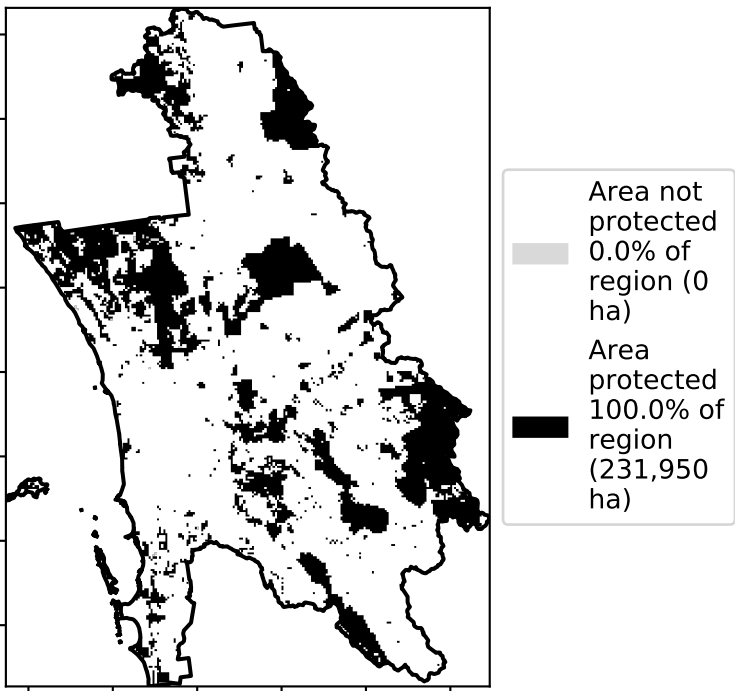 Area not
protected
0.0% of
region (0
ha)
Area
protected
100.0% of
region
(231,950
ha)